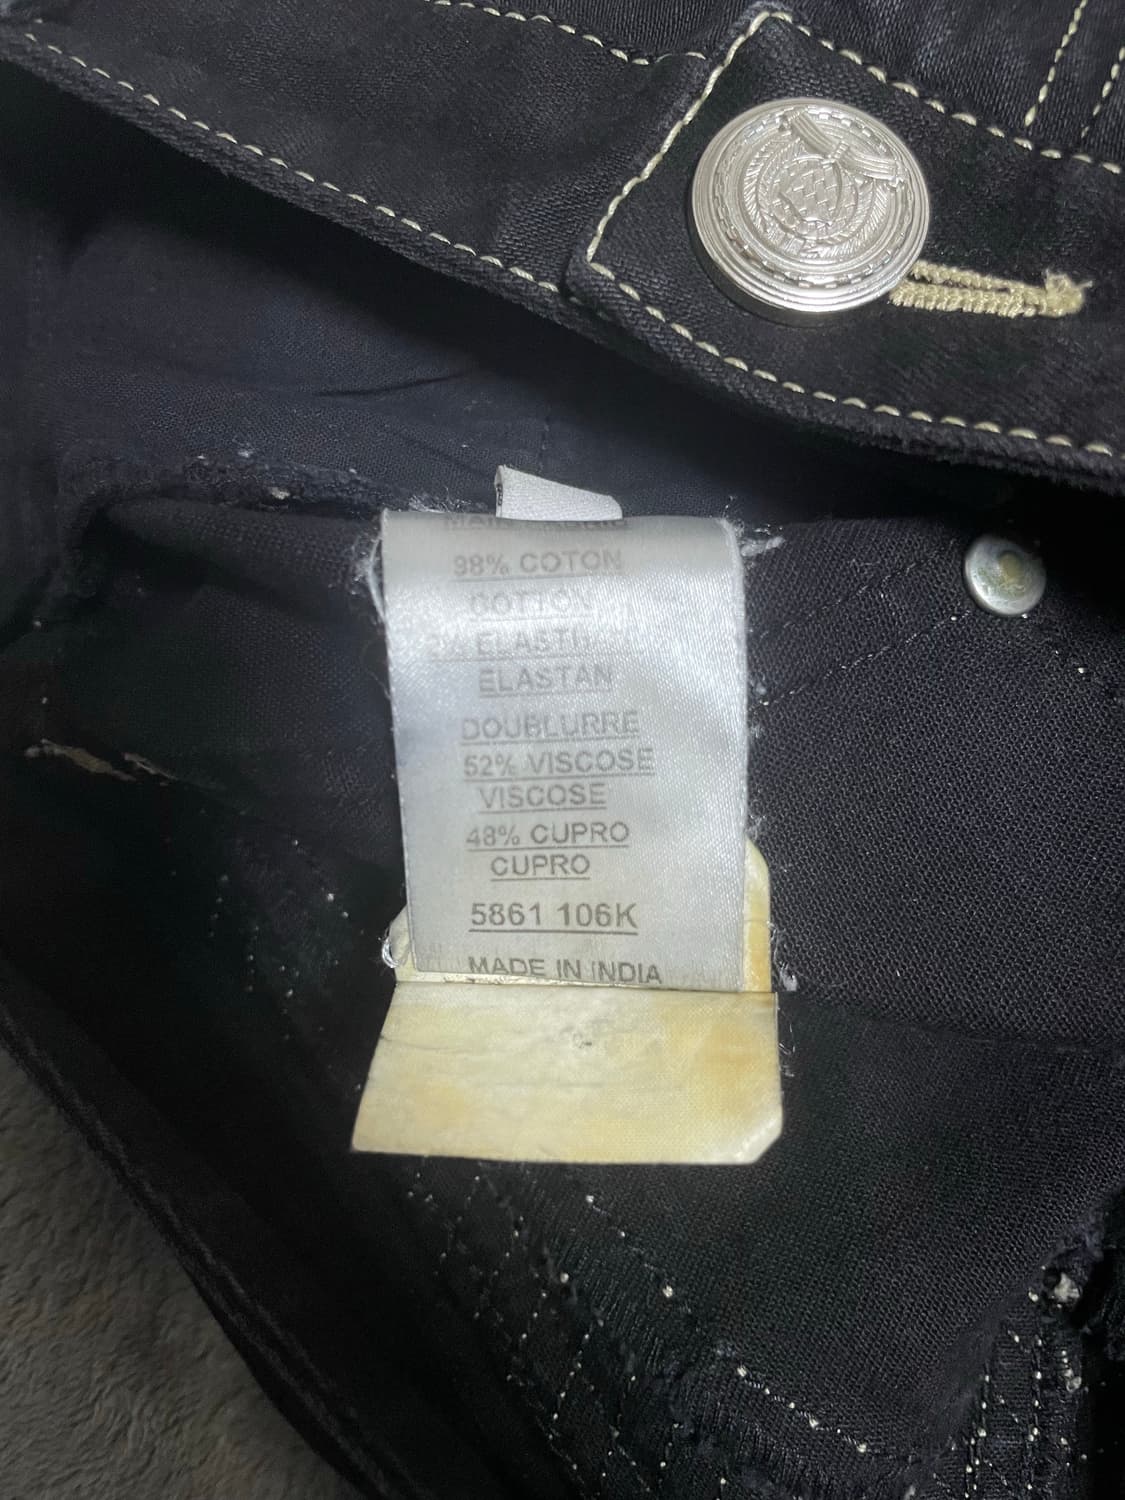 98% COTON
COTTON
ELASTAN
DOUBLURRE
52% VISCOSE
VISCOSE
48% CUPRO
CUPRO
5861 106K
MADE IN INDIA